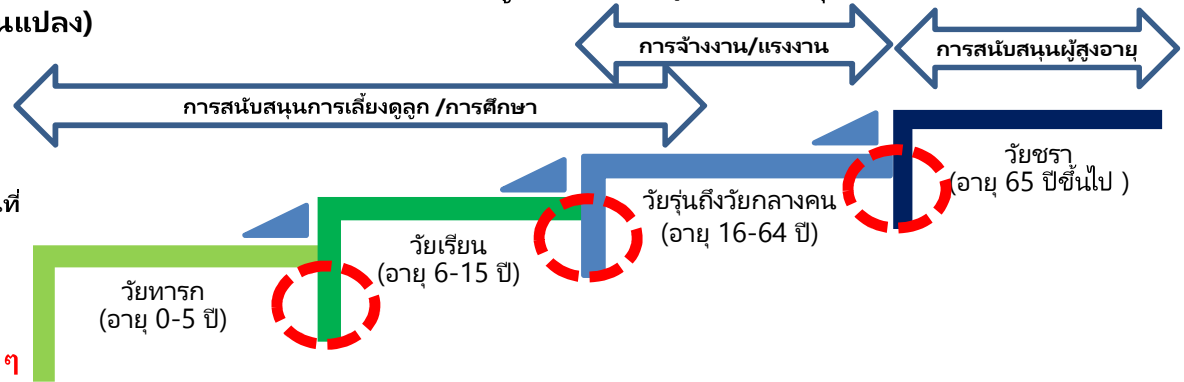 นแปลง)
การจ้างงาน/แรงงาน
การสนับสนุนผู้สูงอายุ
การสนับสนุนการเลี้ยงดูลูก /การศึกษา
วัยชรา
(อายุ 65 ปีขึ้นไป )
นที่
วัยรุ่นถึงวัยกลางคน
(อายุ 16-64 ปี)
วัยเรียน
(อายุ 6-15 ปี)
วัยทารก
(อายุ 0-5 ปี)
ๆ